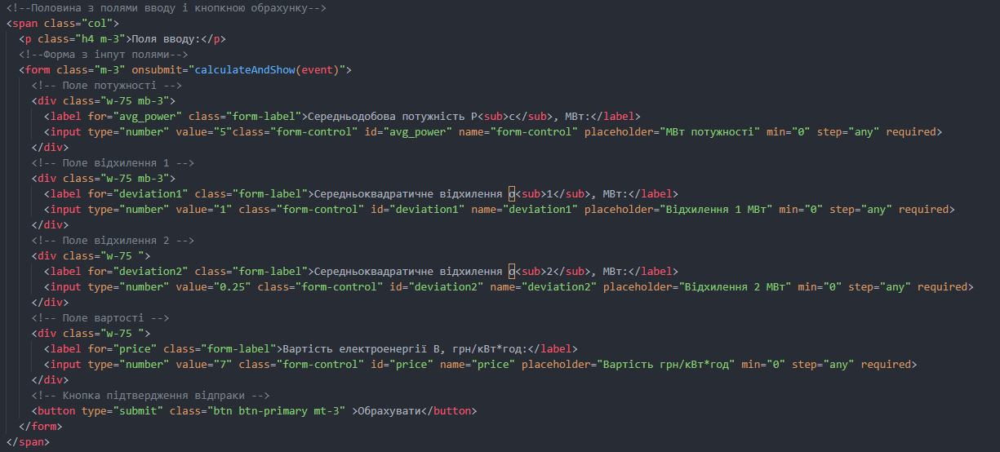 <!--Половина з полями вводу і кнопкною обрахунку-->
<span class="col">
<p class="h4 m-3">Поля вводу:</p>
<!--Форма з інпут полями-->
<form class="m-3" onsubmit="calculateAndShow(event)">
<!-- Поле потужності -->
<div class="w-75 mb-3">
<label for="avg_power" class="form-label">Середньодобова потужність P<sub>c</sub>, МВт:</label>
<input type="number" value="5"class="form-control" id="avg_power" name="form-control" placeholder="МВт потужності" min="0" step="any" required>
</div>
<!-- Поле відхилення 1 -->
<div class="w-75 mb-3">
<label for="deviation1" class="form-label">Середньоквадратичне відхилення σ<sub>1</sub>, МВт:</label>
<input type="number" value="1" class="form-control" id="deviation1" name="deviation1" placeholder="Відхилення 1 МВт" min="0" step="any" required>
</div>
<!-- Поле відхилення 2 -->
<div class="w-75 ">
<label for="deviation2" class="form-label">Середньоквадратичне відхилення σ<sub>2</sub>, МВт:</label>
<input type="number" value="0.25" class="form-control" id="deviation2" name="deviation2" placeholder="Відхилення 2 МВт" min="0" step="any" required>
</div>
<!-- Поле вартості -->
<div class="w-75 ">
<label for="price" class="form-label">Вартість електроенергії В, грн/кВт*год:</label>
<input type="number" value="7" class="form-control" id="price" name="price" placeholder="Вартість грн/кВт*год" min="0" step="any" required>
</div>
<!-- Кнопка підтвердження відпраки -->
<button type="submit" class="btn btn-primary mt-3" >Обрахувати</button>
</form>
</span>